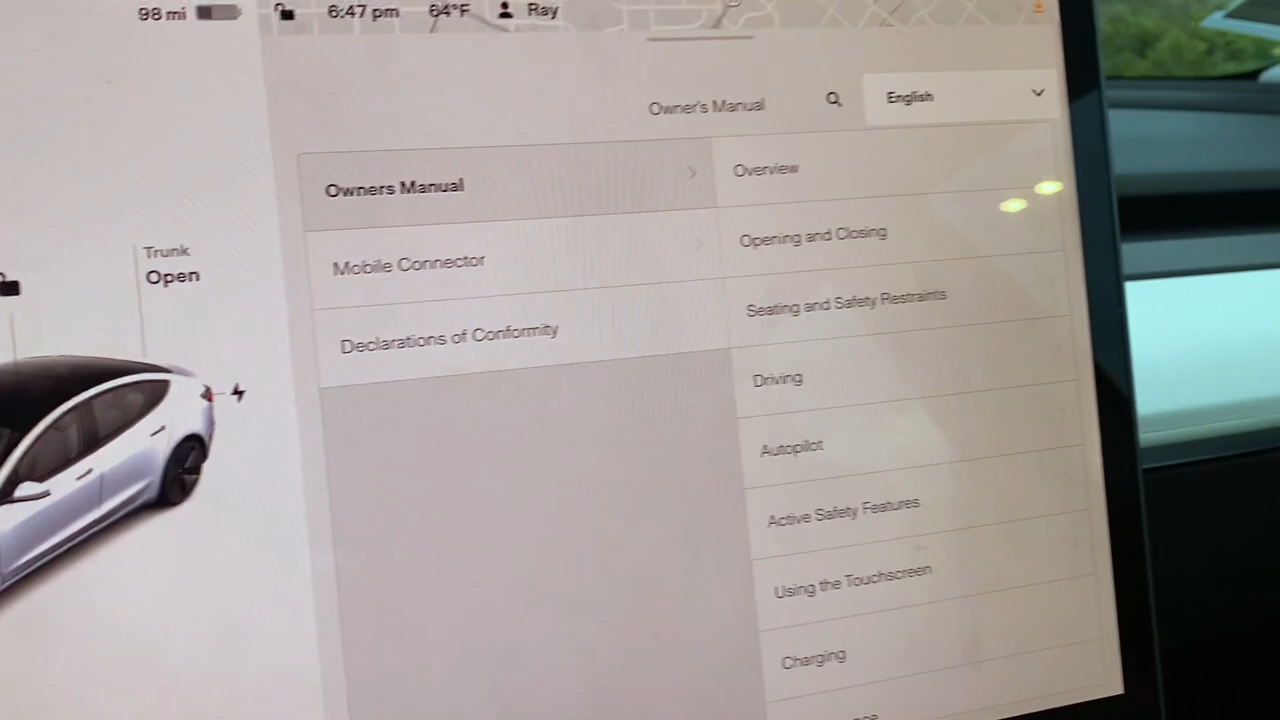 98 mi
6:47 pm
64°F
Ray
Owner's Manual
English
Trunk
Open
Owners Manual
Mobile Connector
Declarations of Conformity
Overview
Opening and Closing
Seating and Safety Restraints
Driving
Autopilot
Active Safety Features
Using the Touchscreen
Charging